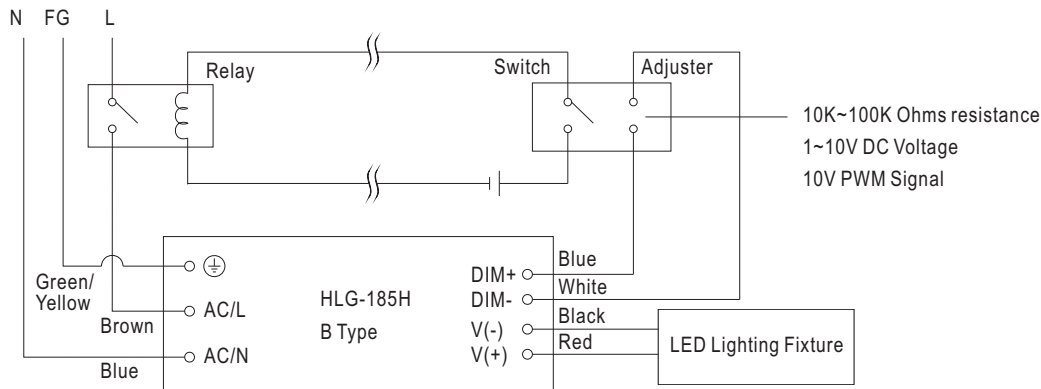 N FG L
Relay
Switch
Adjuster
10K~100K Ohms resistance
1~10V DC Voltage
10V PWM Signal
Green/
Yellow
Brown
Blue
AC/L
AC/N
HLG-185H
B Type
DIM+
DIM-
V(-)
V(+)
Blue
White
Black
Red
LED Lighting Fixture